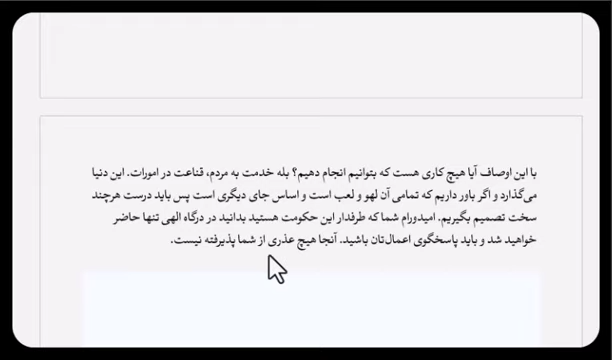 با این اوصاف آیا هیچ کاری هست که بتوانیم انجام دهیم؟ بله خدمت به مردم، قناعت در امورات. این دنیا
می‌گذارد و اگر باور داریم که تمامی آن لهو و لعب است و اساس جای دیگری است پس باید درست هرچند
سخت تصمیم بگیریم. امیدورام شما که طرفدار این حکومت هستید بدانید در درگاه الهی تنها حاضر
خواهید شد و باید پاسخگوی اعمال‌تان باشید. آنجا هیچ عذری از شما پذیرفته نیست.